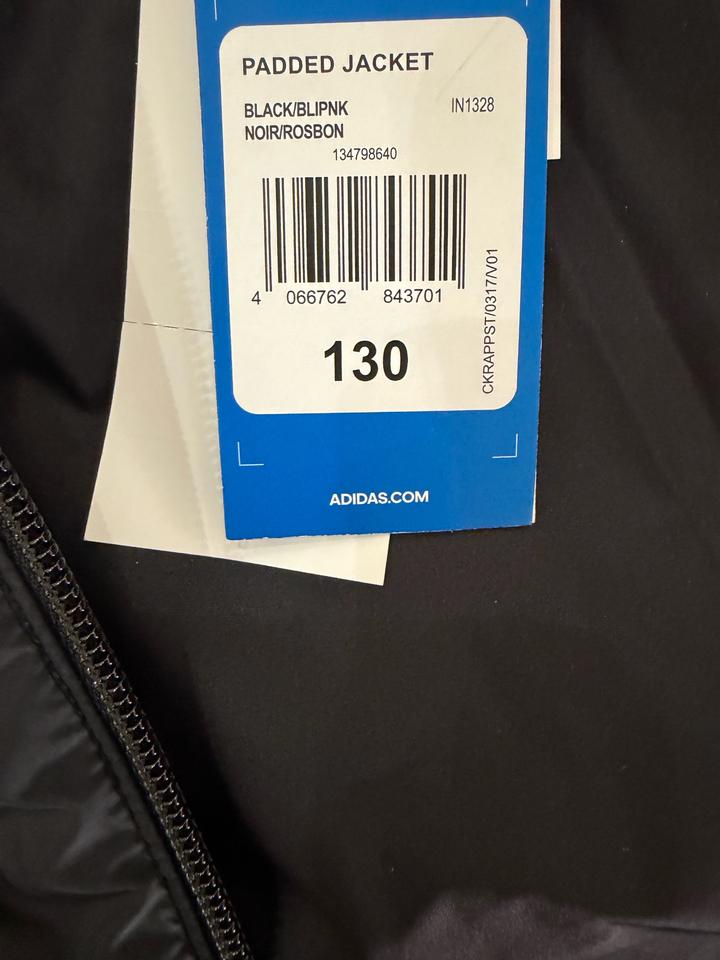 PADDED JACKET
BLACK/BLIPNK IN1328
NOIR/ROSBON
134798640
4 066762 843701
CKRAPPST/0317/V01
130
ADIDAS.COM